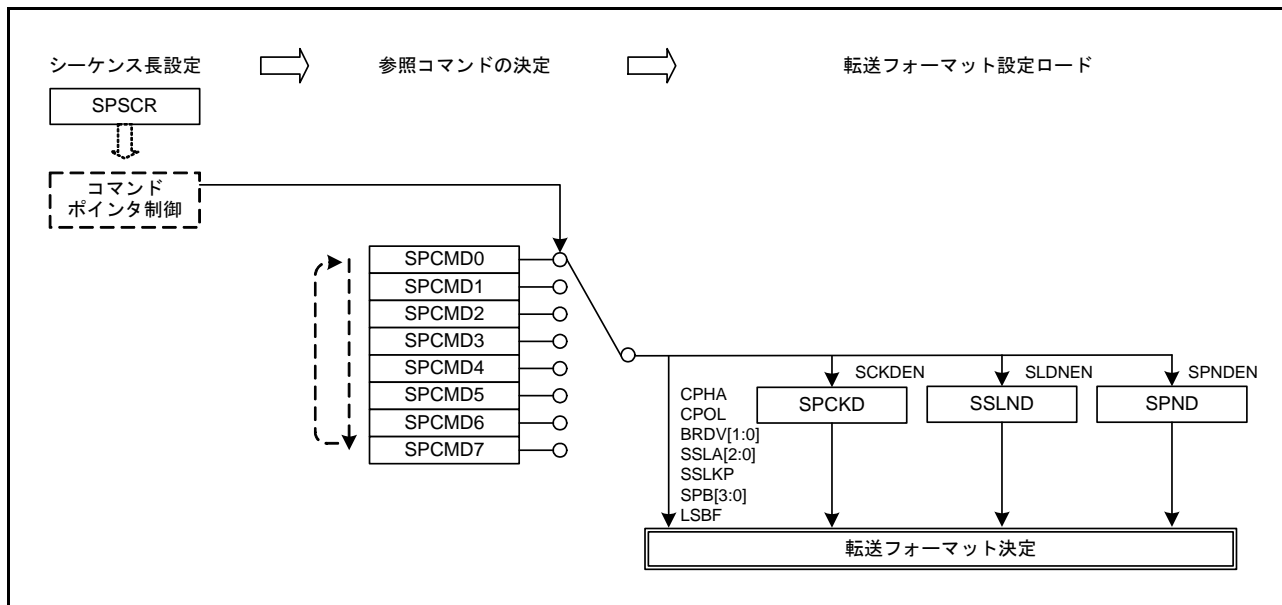 シーケンス長設定
参照コマンドの決定
転送フォーマット設定ロード
SPSCR
コマンド
ポインタ制御
SPCMD0
SPCMD1
SPCMD2
SPCMD3
SPCMD4
SPCMD5
SPCMD6
SPCMD7
CPHA
CPOL
BRDV[1:0]
SSLA[2:0]
SSLKP
SPB[3:0]
LSBF
SCKDEN
SPCKD
SLDNEN
SSLND
SPNDEN
SPND
転送フォーマット決定